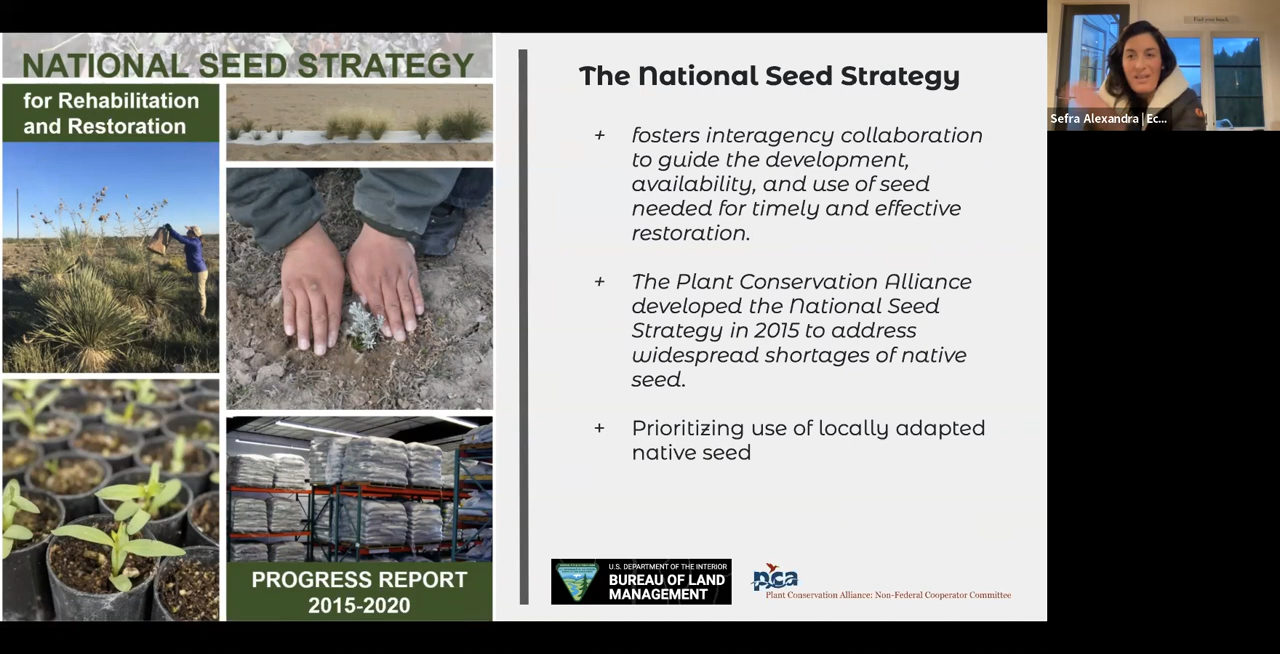 NATIONAL SEED STRATEGY
for Rehabilitation
and Restoration
PROGRESS REPORT
2015-2020
The National Seed Strategy
+ fosters interagency collaboration
to guide the development,
availability, and use of seed
needed for timely and effective
restoration.
+ The Plant Conservation Alliance
developed the National Seed
Strategy in 2015 to address
widespread shortages of native
seed.
+ Prioritizing use of locally adapted
native seed
U.S. DEPARTMENT OF THE INTERIOR
BUREAU OF LAND
MANAGEMENT
pca
Plant Conservation Alliance: Non-Federal Cooperator Committee
Sefra Alexandra | Ec...